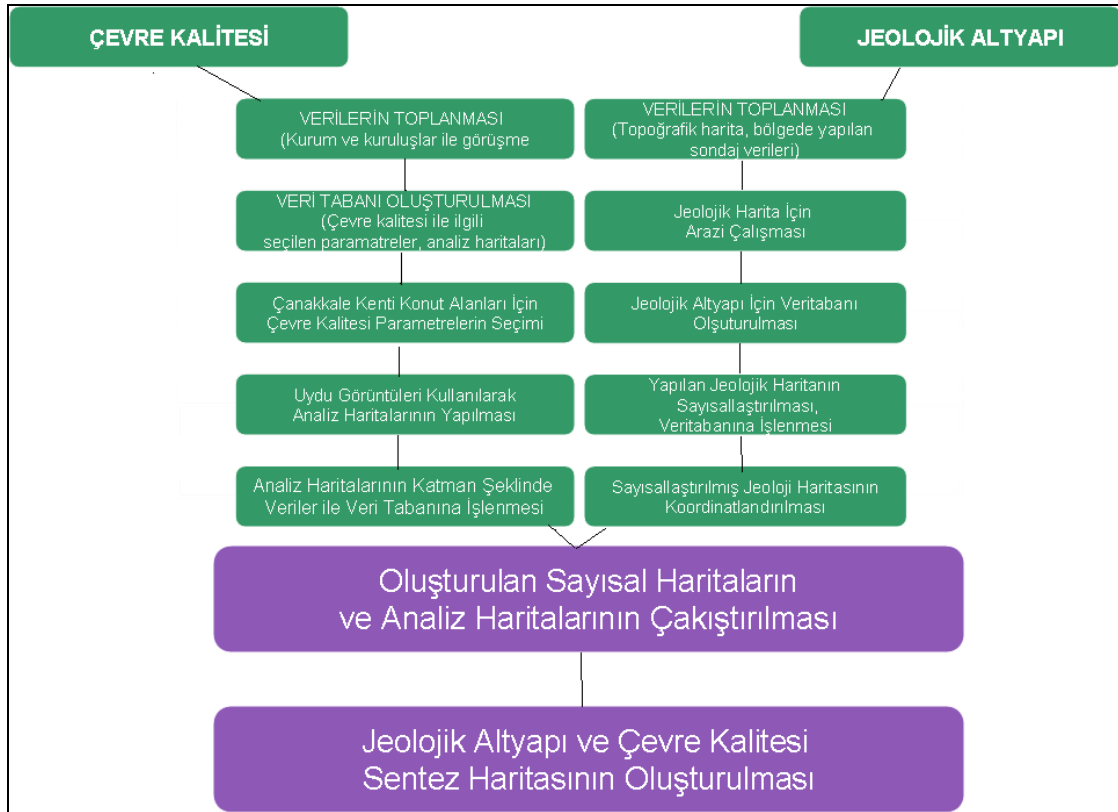 ÇEVRE KALİTESİ
VERİLERİN TOPLANMASI
(Kurum ve kuruluşlar ile görüşme
VERİ TABANI OLUŞTURULMASI
(Çevre kalitesi ile ilgili
seçilen paramatreler, analiz haritaları)
Çanakkale Kenti Konut Alanları İçin
Çevre Kalitesi Parametrelerin Seçimi
Uydu Görüntüleri Kullanılarak
Analiz Haritalarının Yapılması
Analiz Haritalarının Katman Şeklinde
Veriler ile Veri Tabanına İşlenmesi
JEOLOJİK ALTYAPI
VERİLERİN TOPLANMASI
(Topoğrafik harita, bölgede yapılan
sondaj verileri)
Jeolojik Harita İçin
Arazi Çalışması
Jeolojik Altyapı İçin Veritabanı
Olşuturulması
Yapılan Jeolojik Haritanın
Sayısallaştırılması,
Veritabanına İşlenmesi
Sayısallaştırılmış Jeoloji Haritasının
Koordinatlandırılması
Oluşturulan Sayısal Haritaların
ve Analiz Haritalarının Çakıştırılması
Jeolojik Altyapı ve Çevre Kalitesi
Sentez Haritasının Oluşturulması